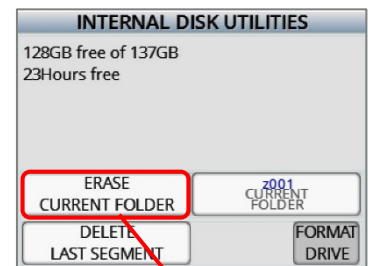 INTERNAL DISK UTILITIES
128GB free of 137GB
23Hours free
ERASE
CURRENT FOLDER
z001
CURRENT
FOLDER
DELETE
LAST SEGMENT
FORMAT
DRIVE